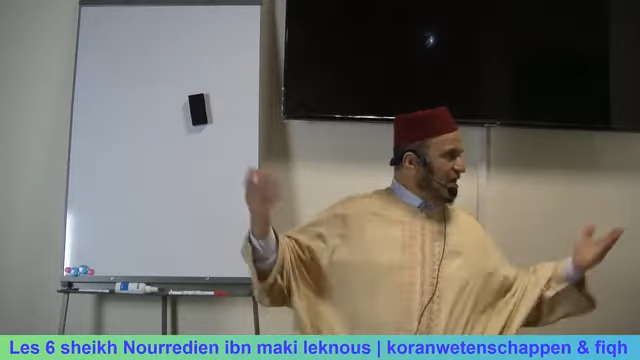 Les 6 sheikh Nourredien ibn maki leknous | koranwetenschappen & fiqh